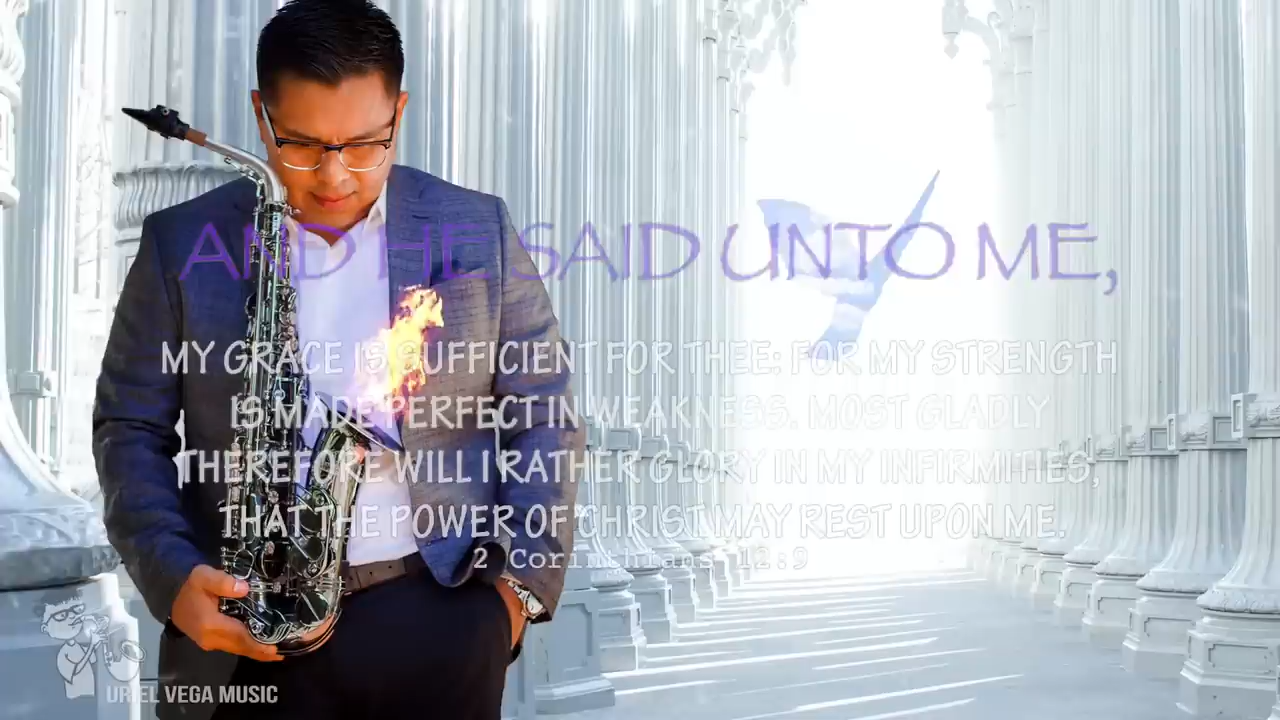 AND HE SAID UNTO ME,
MY GRACE IS SUFFICIENT FOR THEE: FOR MY STRENGTH
IS MADE PERFECT IN WEAKNESS. MOST GLADLY
THEREFORE WILL I RATHER GLORY IN MY INFIRMITIES,
THAT THE POWER OF CHRIST MAY REST UPON ME.
2 Corinthians 12:9
URIEL VEGA MUSIC